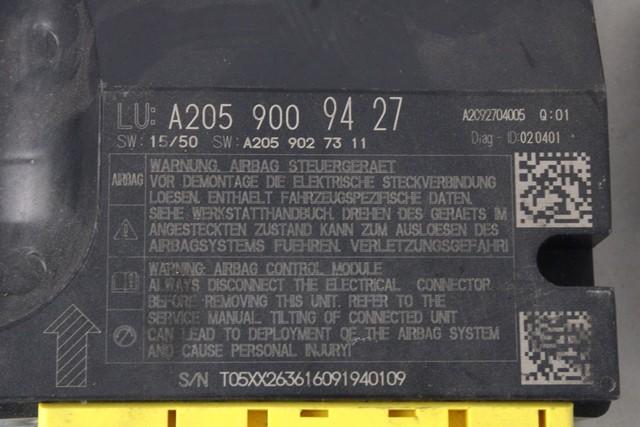 LU: A205 900 94 27
A2C92704005 Q:01
SW: 15/50 SW: A205 902 73 11
Diag - ID:020401
AIRBAG
WARNUNG: AIRBAG STEUERGERAET
VOR DEMONTAGE DIE ELEKTRISCHE STECKVERBINDUNG
LOESEN. ENTHAELT FAHRZEUGSPEZIFISCHE DATEN.
SIEHE WERKSTATTHANDBUCH. DREHEN DES GERAETS IM
ANGESTECKTEN ZUSTAND KANN ZUM AUSLOESEN DES
AIRBAGSYSTEMS FUEHREN. VERLETZUNGSGEFAHR!
WARNING: AIRBAG CONTROL MODULE
ALWAYS DISCONNECT THE ELECTRICAL CONNECTOR
BEFORE REMOVING THIS UNIT. REFER TO THE
SERVICE MANUAL. TILTING OF CONNECTED UNIT
CAN LEAD TO DEPLOYMENT OF THE AIRBAG SYSTEM
AND CAUSE PERSONAL INJURY!
S/N T05XX263616091940109